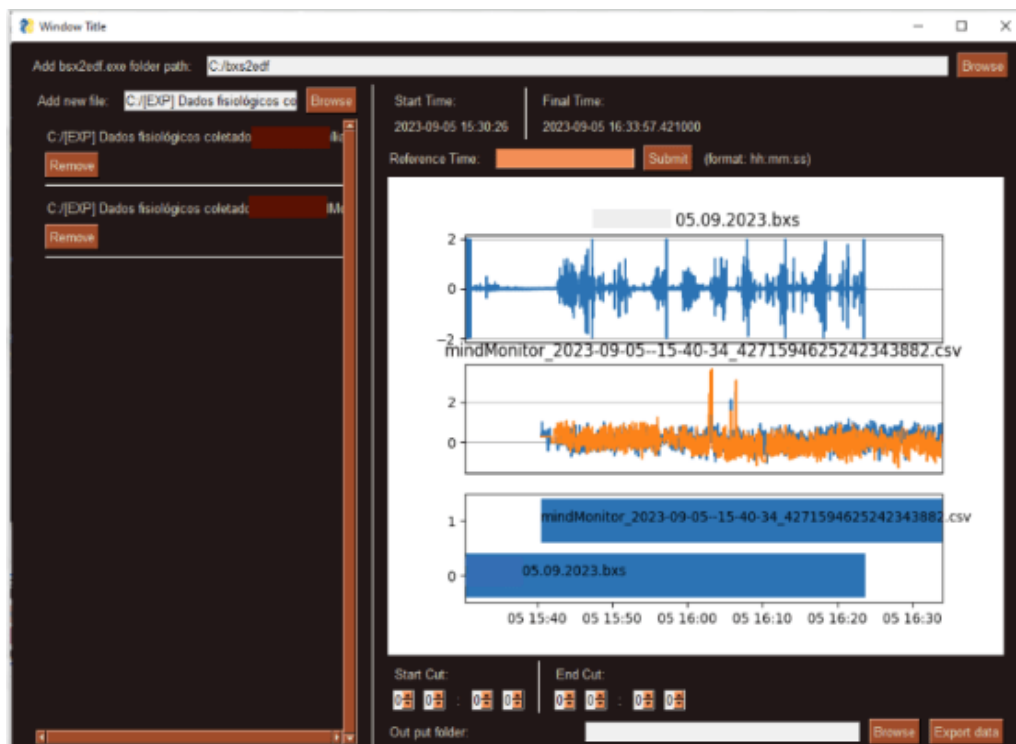 Window Title
Add bsx2edf.exe folder path: C:/bxs2edf Browse
Add new file: C:/[EXP] Dados fisiológicos co Browse
C:/[EXP] Dados fisiológicos coletado
Remove
C:/[EXP] Dados fisiológicos coletado
Remove
Start Time: Final Time:
2023-09-05 15:30:26 2023-09-05 16:33:57.421000
Reference Time: Submit (format: hh:mm:ss)
05.09.2023.bxs
2
0
−2
mindMonitor_2023-09-05--15-40-34_4271594625242343882.csv
2
0
1 mindMonitor_2023-09-05--15-40-34_4271594625242343882.csv
0 05.09.2023.bxs
05 15:40 05 15:50 05 16:00 05 16:10 05 16:20 05 16:30
Start Cut: End Cut:
0 0 : 0 0 0 0 : 0 0
Out put folder: Browse Export data